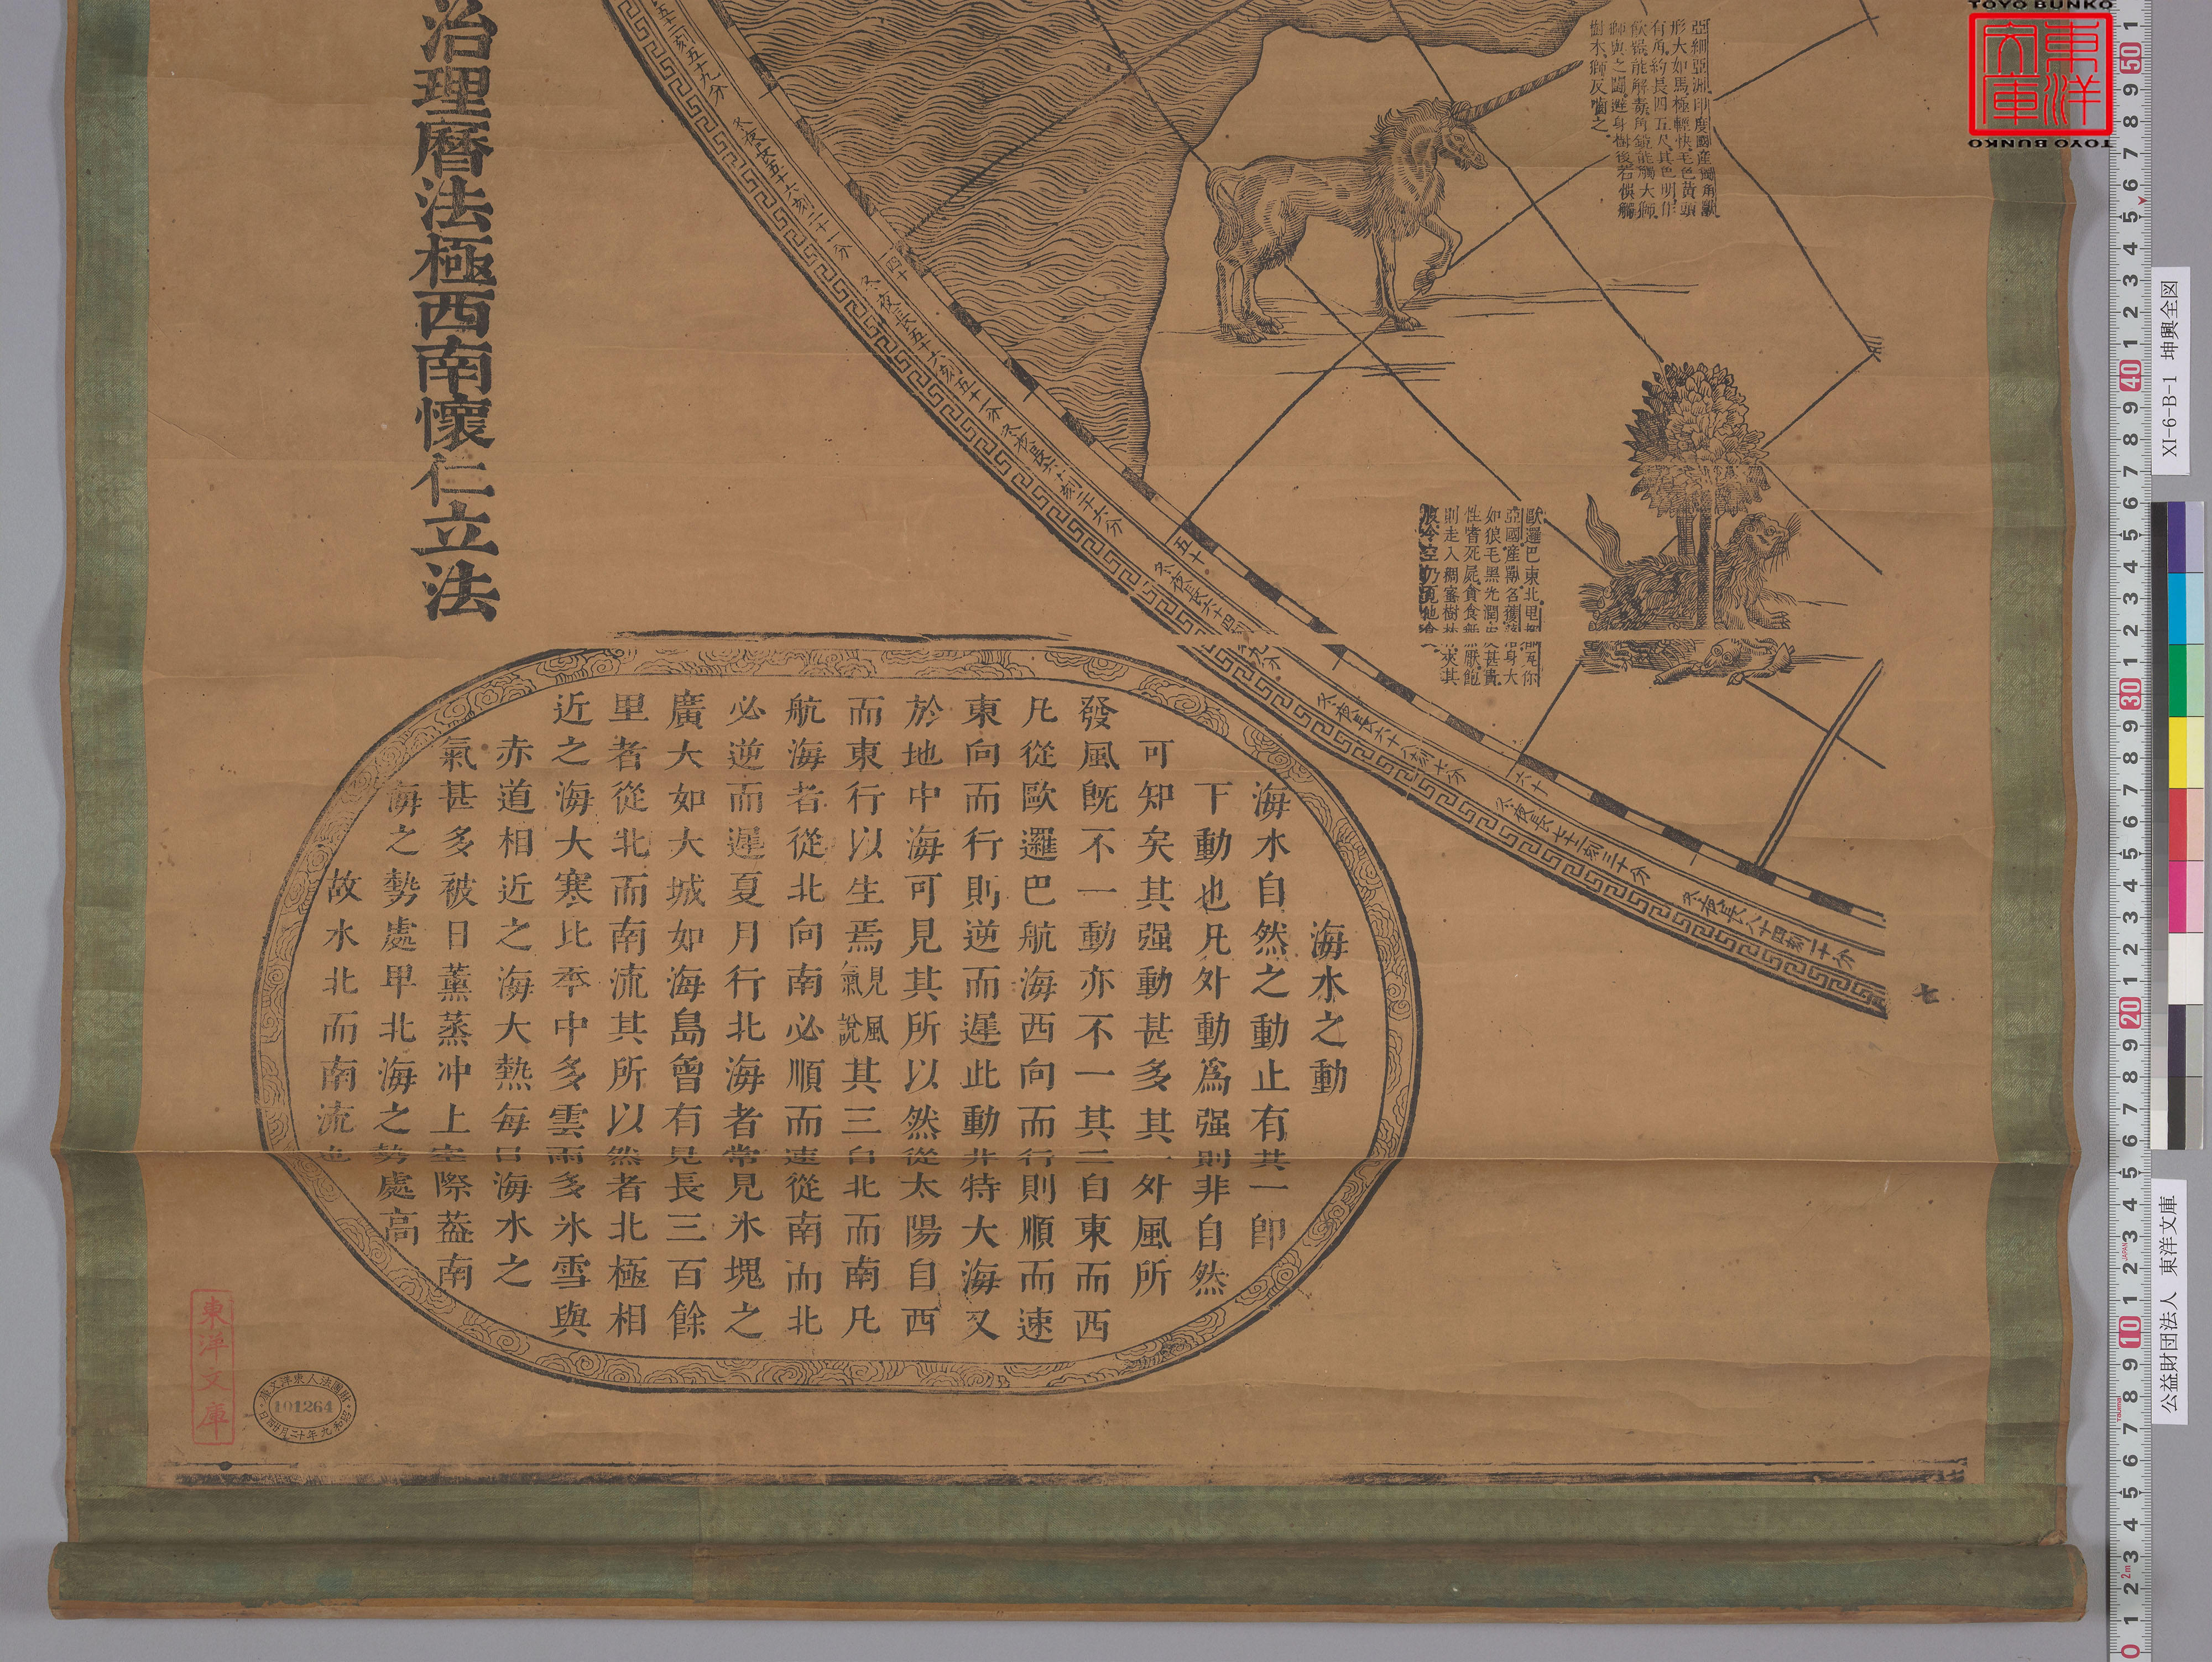 亞細亞洲印度國產獨角獸
形大如馬極輕快毛色黃頭
有角約長四五尺其色明作
飲器能解毒角銳能觸大獅
獅與之鬬避身樹後若悞觸
樹木獅反嚙之
歐邏巴東北里都瓦你
亞國產獸名獲落身大
如狼毛黑光潤皮甚貴
性嗜死屍貪食無厭飽
則走入稠密樹林夾其
腹令空仍覓他食
七
四十
五十
六十
海水之動
海水自然之動止有其一卽
下動也凡外動爲强則非自然
可知矣其强動甚多其一外風所
發風旣不一動亦不一其二自東而西
凡從歐邏巴航海西向而行則順而速
東向而行則逆而遲此動非特大海又
於地中海可見其所以然從太陽自西
而東行以生焉見風氣說其三自北而南凡
航海者從北向南必順而速從南而北
必逆而遲夏月行北海者常見氷塊之
廣大如大城如海島曾有見長三百餘
里者從北而南流其所以然者北極相
近之海大寒比年中多雲雨多氷雪與
赤道相近之海大熱每日海水之
氣甚多被日薰蒸冲上空際葢南
海之勢處卑北海之勢處高
故水北而南流也
治理曆法極西南懷仁立法
東洋文庫
財團法人東洋文庫
101264
TOYO BUNKO
東洋文庫
TOYO BUNKO
XI-6-B-1 坤輿全図
公益財団法人 東洋文庫